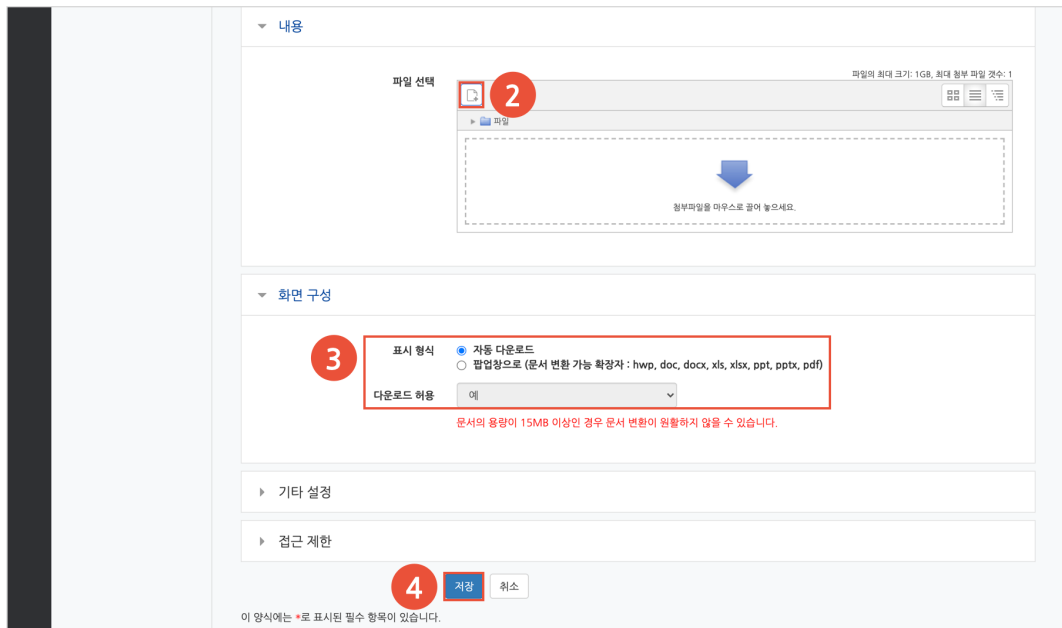 내용
파일의 최대 크기: 1GB, 최대 첨부 파일 갯수: 1
파일 선택
2
파일
첨부파일을 마우스로 끌어 놓으세요.
화면 구성
3
표시 형식
자동 다운로드
팝업창으로 (문서 변환 가능 확장자 : hwp, doc, docx, xls, xlsx, ppt, pptx, pdf)
다운로드 허용
예
문서의 용량이 15MB 이상인 경우 문서 변환이 원활하지 않을 수 있습니다.
기타 설정
접근 제한
4
저장
취소
이 양식에는 *로 표시된 필수 항목이 있습니다.